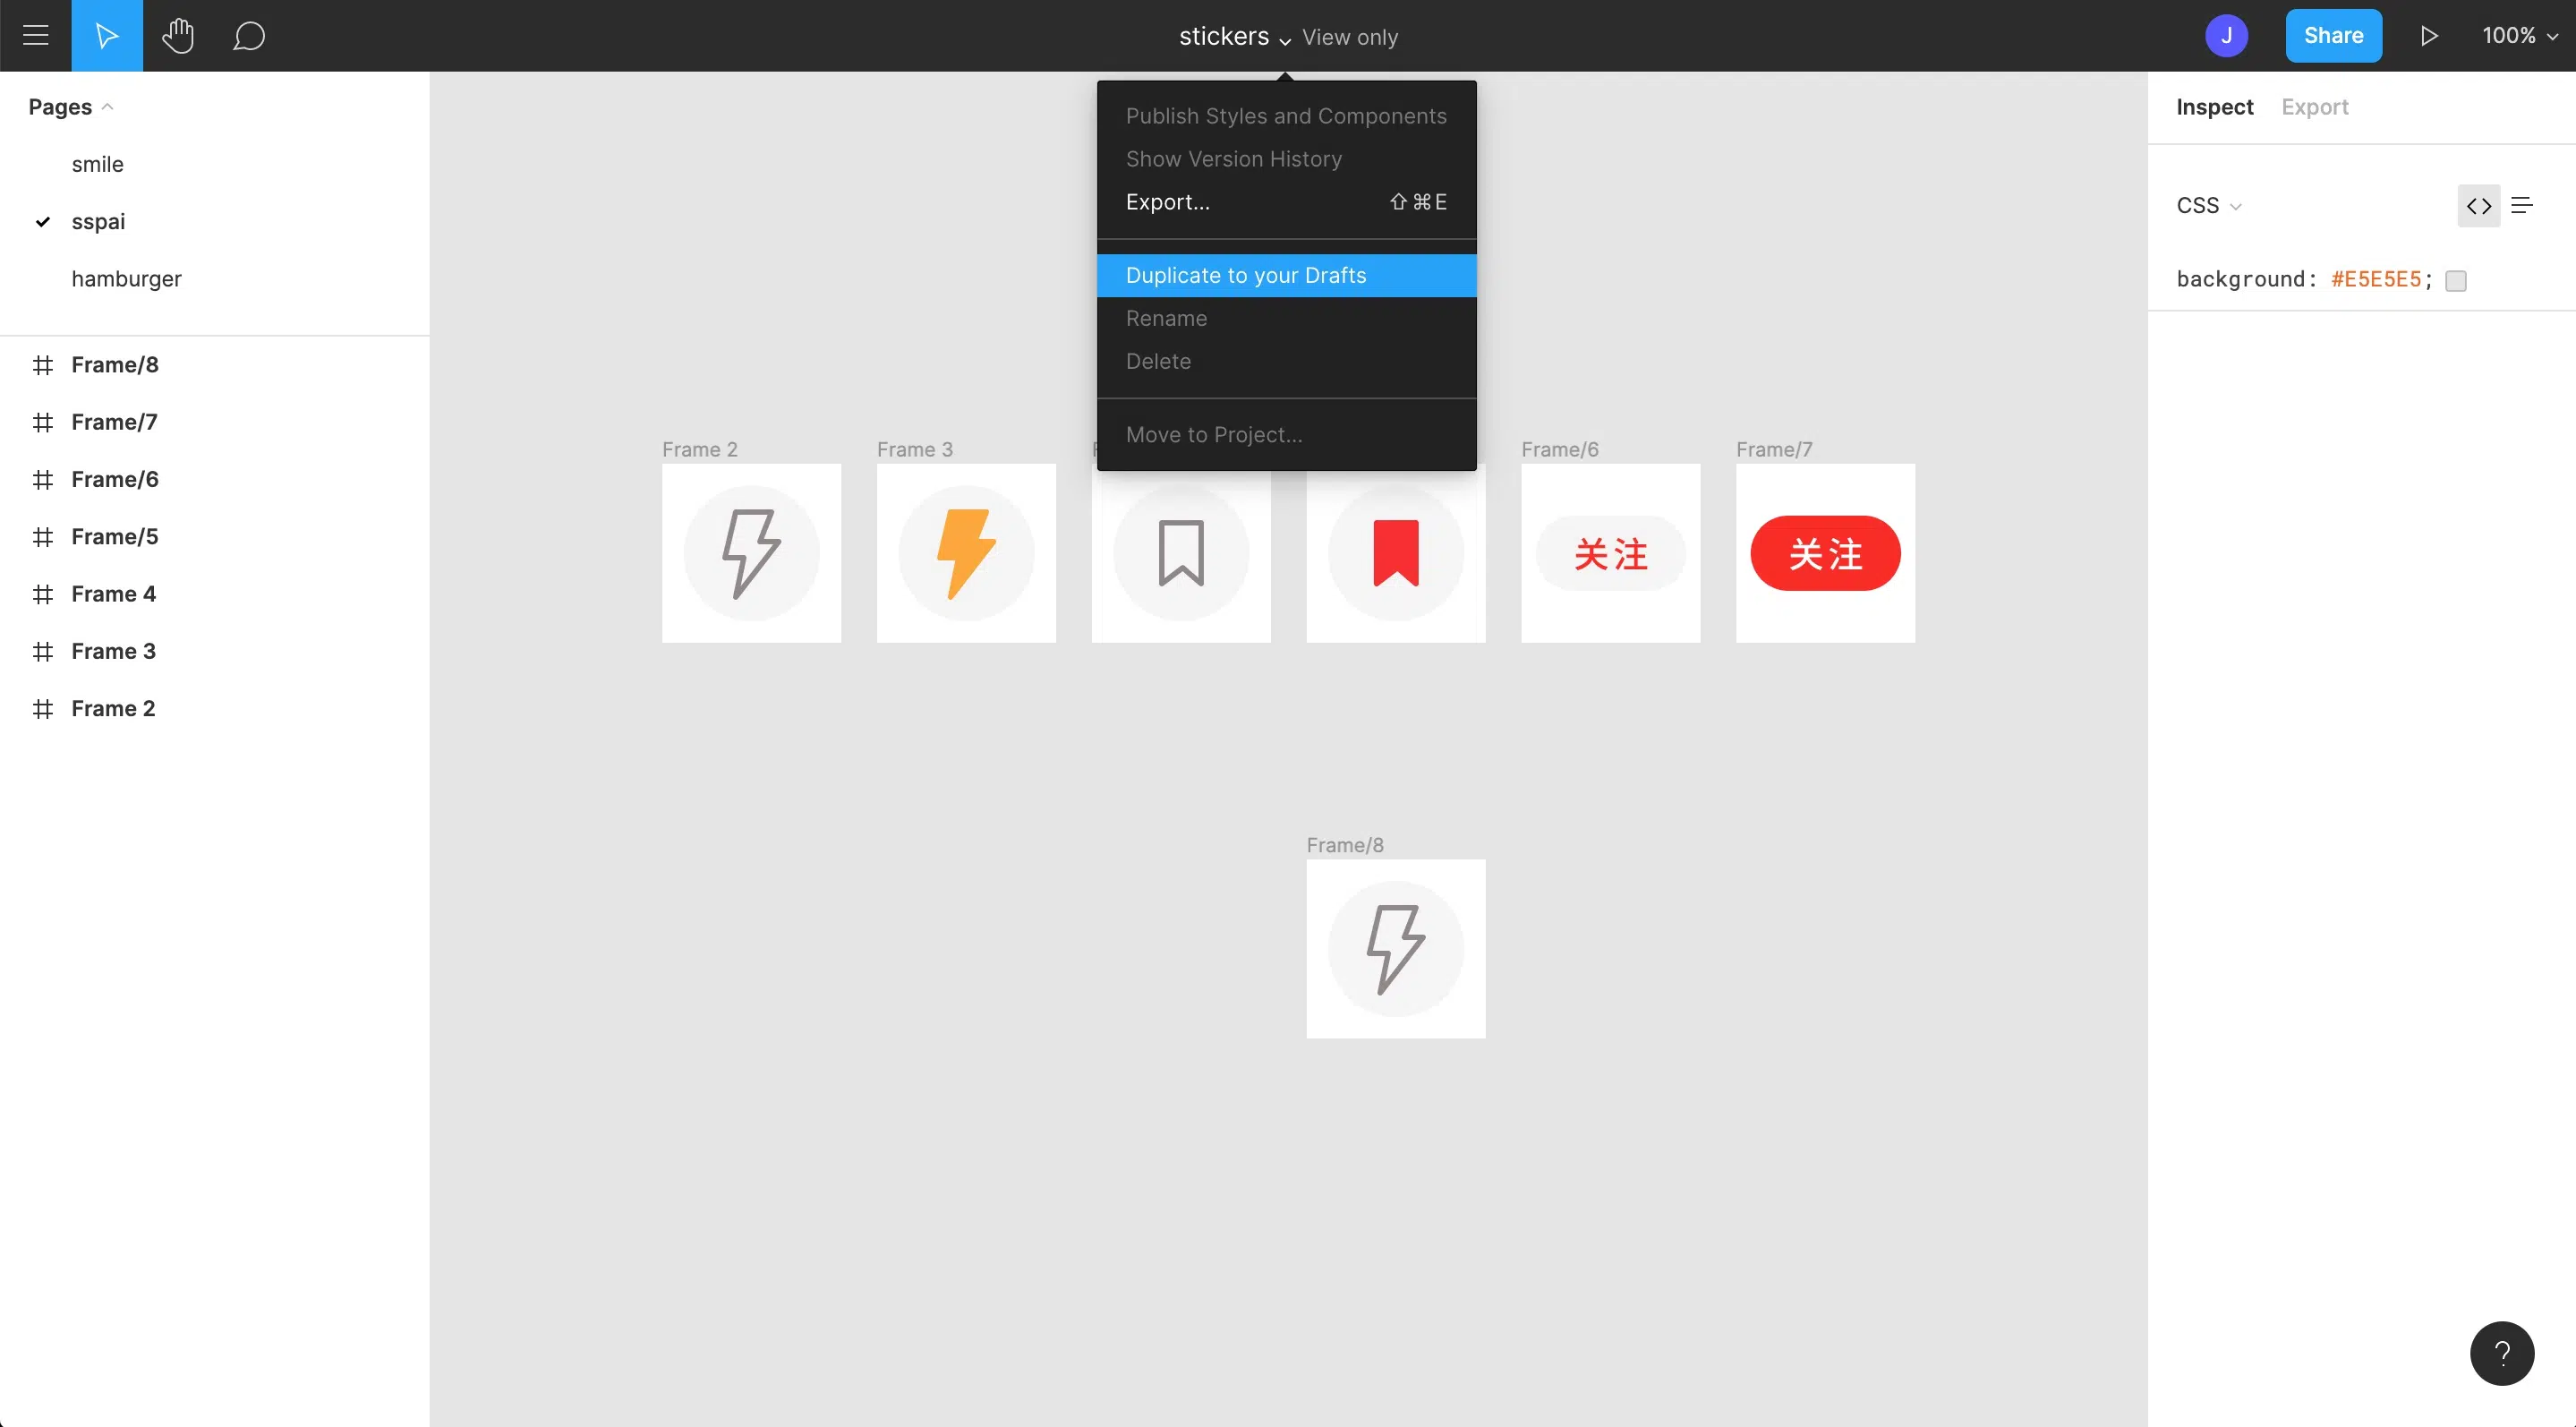 stickers View only
J
Share
100%
Pages
smile
sspai
hamburger
Frame/8
Frame/7
Frame/6
Frame/5
Frame 4
Frame 3
Frame 2
Publish Styles and Components
Show Version History
Export... ⇧⌘E
Duplicate to your Drafts
Rename
Delete
Move to Project...
Frame 2
Frame 3
Frame/6
Frame/7
关注
关注
Frame/8
Inspect Export
CSS
background: #E5E5E5;
?